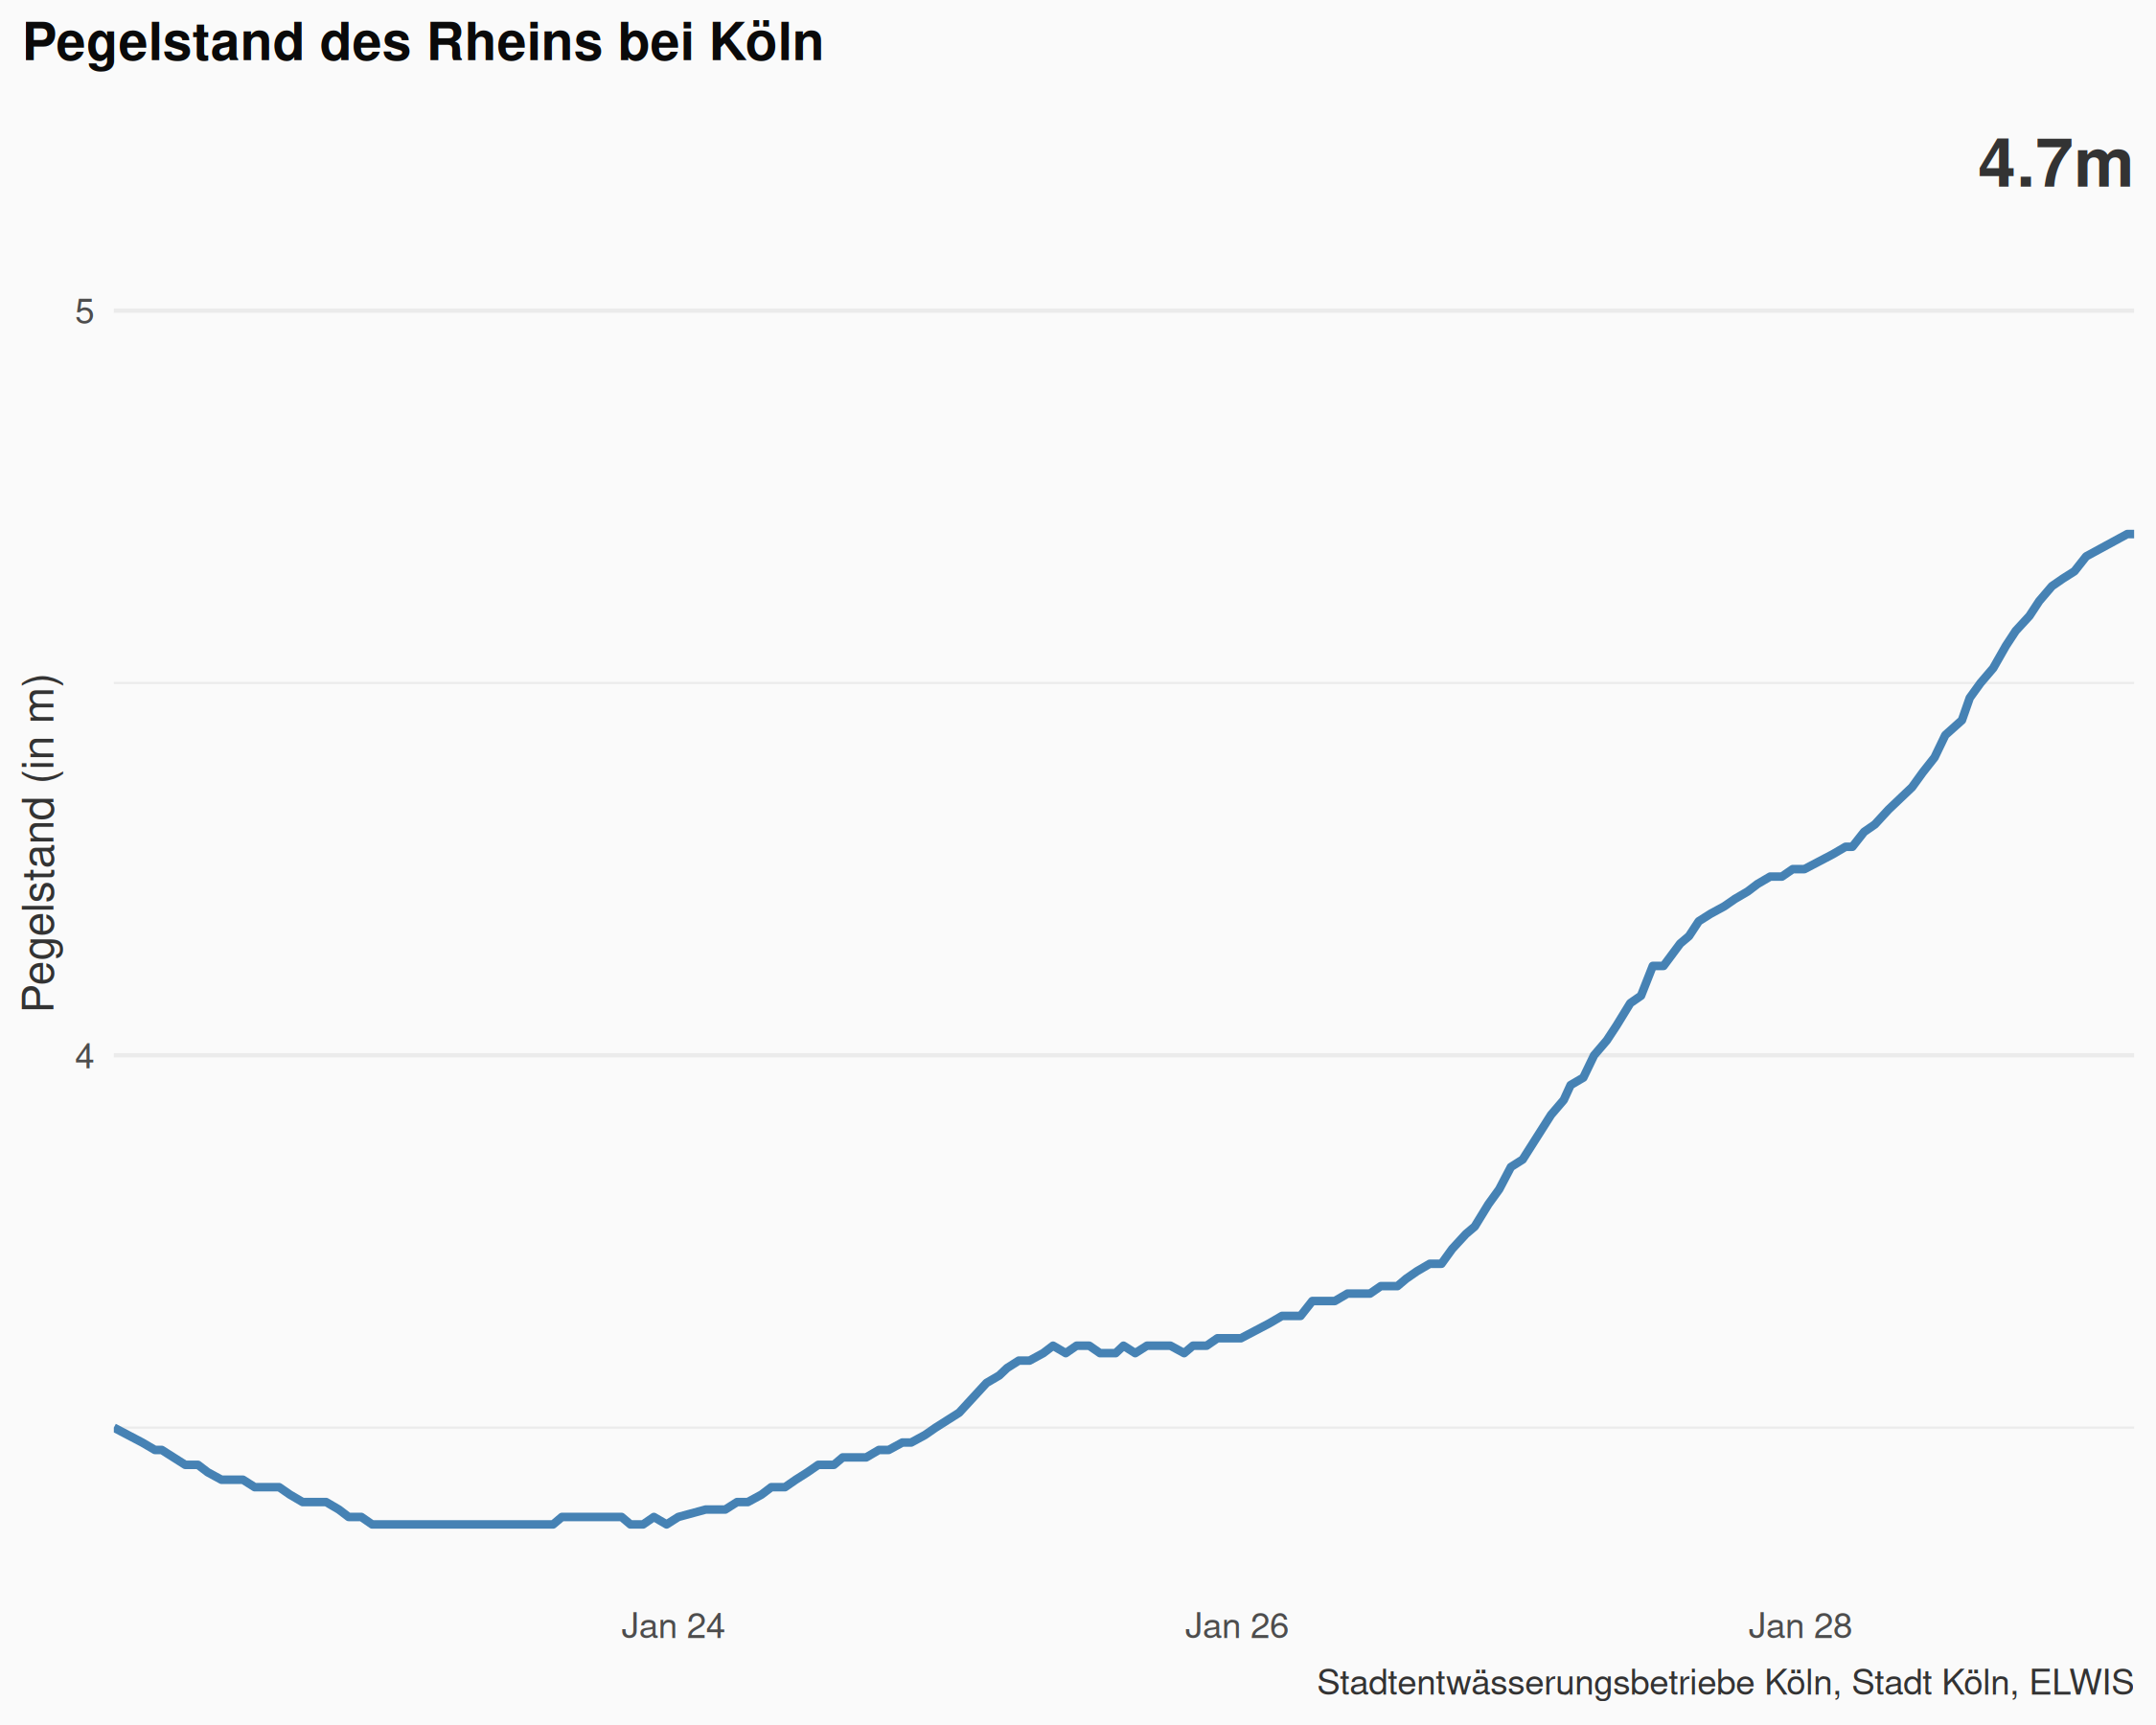 Pegelstand des Rheins bei Köln
4.7m
5
Pegelstand (in m)
4
Jan 24
Jan 26
Jan 28
Stadtentwässerungsbetriebe Köln, Stadt Köln, ELWIS